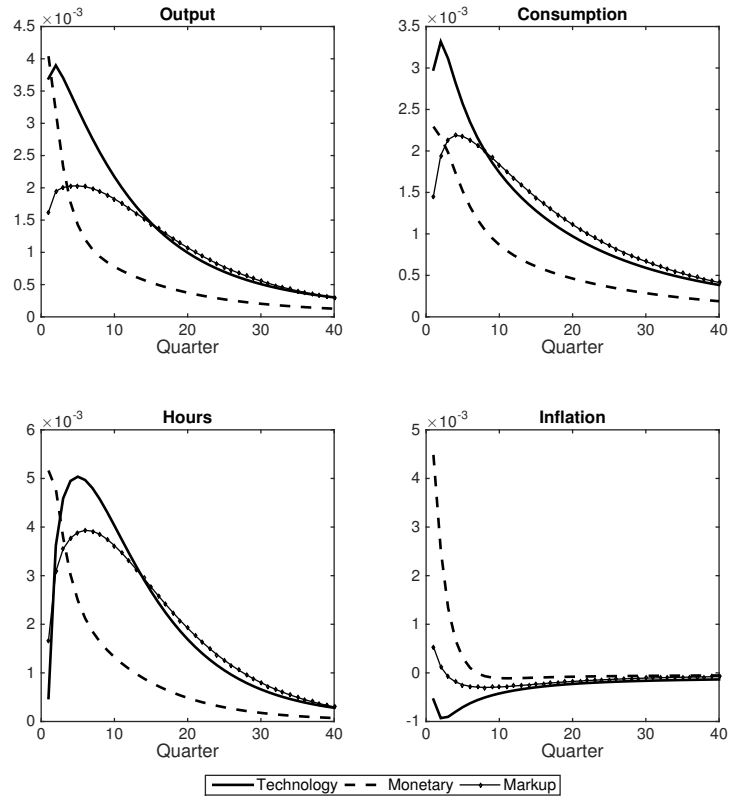 ×10⁻³ Output
4.5
4
3.5
3
2.5
2
1.5
1
0.5
0
0 10 20 30 40
Quarter
×10⁻³ Consumption
3.5
3
2.5
2
1.5
1
0.5
0
0 10 20 30 40
Quarter
×10⁻³ Hours
6
5
4
3
2
1
0
0 10 20 30 40
Quarter
×10⁻³ Inflation
5
4
3
2
1
0
-1
0 10 20 30 40
Quarter
Technology Monetary Markup